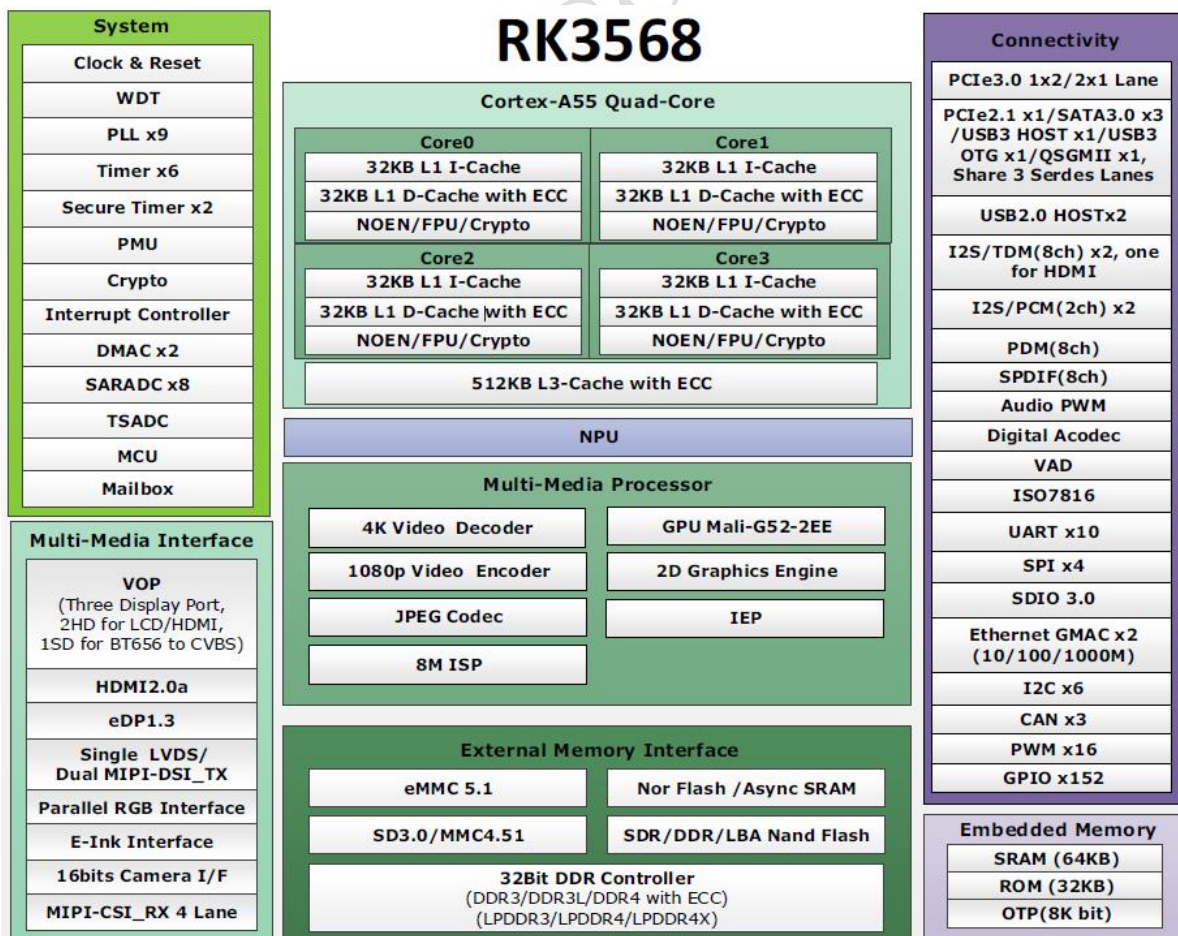 RK3568
System
Clock & Reset
WDT
PLL x9
Timer x6
Secure Timer x2
PMU
Crypto
Interrupt Controller
DMAC x2
SARADC x8
TSADC
MCU
Mailbox
Multi-Media Interface
VOP
(Three Display Port,
2HD for LCD/HDMI,
1SD for BT656 to CVBS)
HDMI2.0a
eDP1.3
Single LVDS/
Dual MIPI-DSI_TX
Parallel RGB Interface
E-Ink Interface
16bits Camera I/F
MIPI-CSI_RX 4 Lane
Cortex-A55 Quad-Core
Core0
32KB L1 I-Cache
32KB L1 D-Cache with ECC
NOEN/FPU/Crypto
Core1
32KB L1 I-Cache
32KB L1 D-Cache with ECC
NOEN/FPU/Crypto
Core2
32KB L1 I-Cache
32KB L1 D-Cache with ECC
NOEN/FPU/Crypto
Core3
32KB L1 I-Cache
32KB L1 D-Cache with ECC
NOEN/FPU/Crypto
512KB L3-Cache with ECC
NPU
Multi-Media Processor
4K Video Decoder
GPU Mali-G52-2EE
1080p Video Encoder
2D Graphics Engine
JPEG Codec
IEP
8M ISP
External Memory Interface
eMMC 5.1
Nor Flash /Async SRAM
SD3.0/MMC4.51
SDR/DDR/LBA Nand Flash
32Bit DDR Controller
(DDR3/DDR3L/DDR4 with ECC)
(LPDDR3/LPDDR4/LPDDR4X)
Connectivity
PCIe3.0 1x2/2x1 Lane
PCIe2.1 x1/SATA3.0 x3
/USB3 HOST x1/USB3
OTG x1/QSGMII x1,
Share 3 Serdes Lanes
USB2.0 HOSTx2
I2S/TDM(8ch) x2, one
for HDMI
I2S/PCM(2ch) x2
PDM(8ch)
SPDIF(8ch)
Audio PWM
Digital Acodec
VAD
ISO7816
UART x10
SPI x4
SDIO 3.0
Ethernet GMAC x2
(10/100/1000M)
I2C x6
CAN x3
PWM x16
GPIO x152
Embedded Memory
SRAM (64KB)
ROM (32KB)
OTP(8K bit)